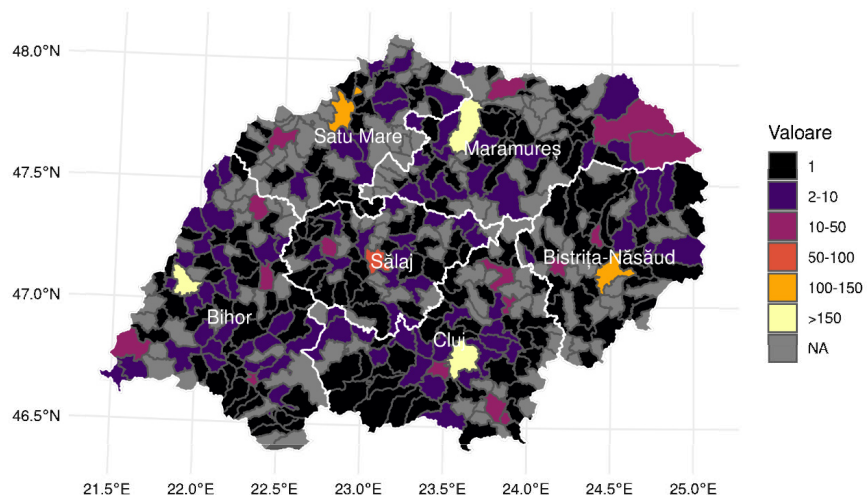 48.0°N
47.5°N
47.0°N
46.5°N
21.5°E
22.0°E
22.5°E
23.0°E
23.5°E
24.0°E
24.5°E
25.0°E
Satu Mare
Maramureș
Sălaj
Bistrița-Năsăud
Bihor
Cluj
Valoare
1
2-10
10-50
50-100
100-150
>150
NA